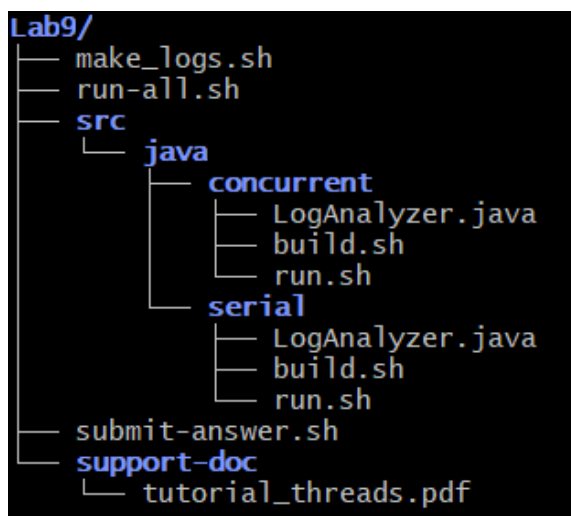 Lab9/
├── make_logs.sh
├── run-all.sh
├── src
│   └── java
│       ├── concurrent
│       │   ├── LogAnalyzer.java
│       │   ├── build.sh
│       │   └── run.sh
│       └── serial
│           ├── LogAnalyzer.java
│           ├── build.sh
│           └── run.sh
├── submit-answer.sh
└── support-doc
    └── tutorial_threads.pdf